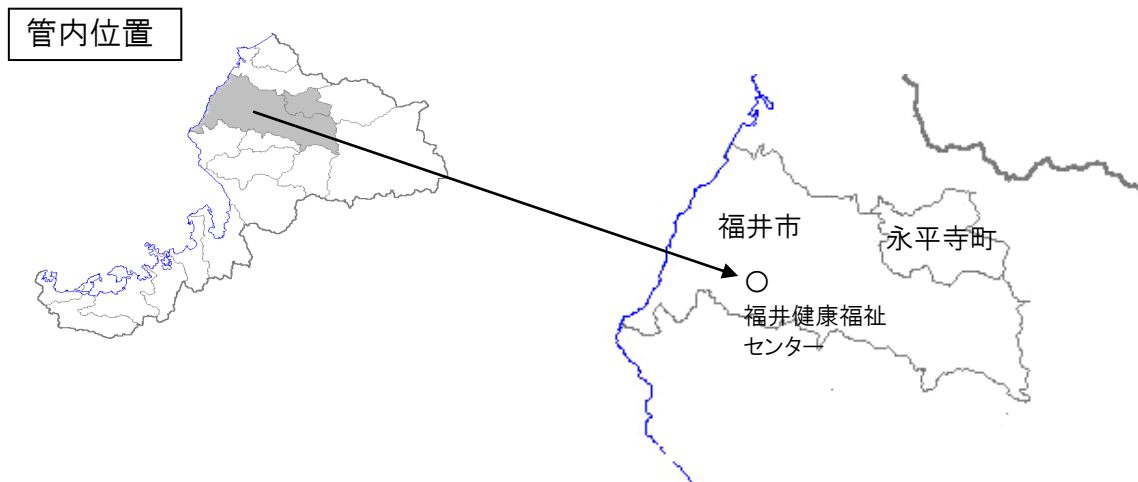 管内位置
福井市
永平寺町
福井健康福祉
センター